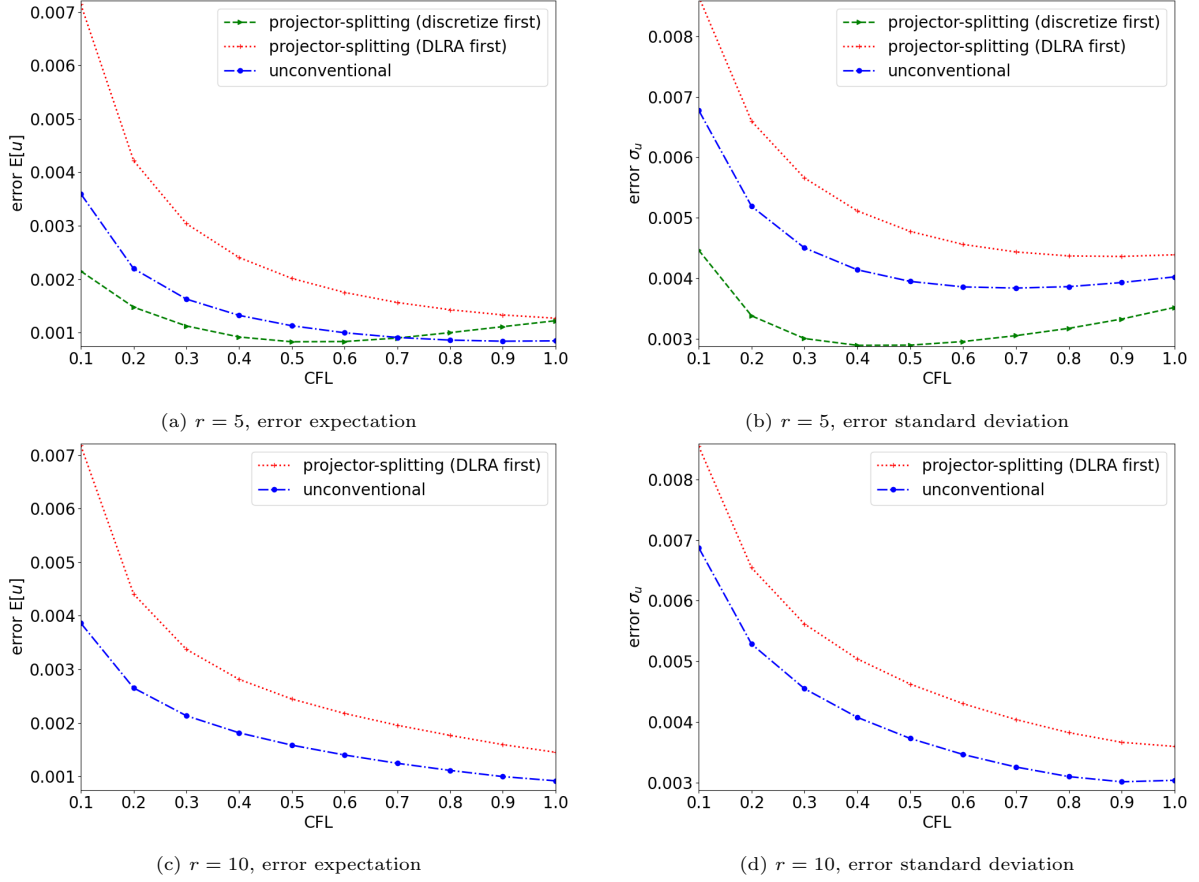 0.007
0.006
0.005
0.004
0.003
0.002
0.001
error E[u]
projector-splitting (discretize first)
projector-splitting (DLRA first)
unconventional
0.1 0.2 0.3 0.4 0.5 0.6 0.7 0.8 0.9 1.0
CFL
(a) r = 5, error expectation
0.008
0.007
0.006
0.005
0.004
0.003
error σu
projector-splitting (discretize first)
projector-splitting (DLRA first)
unconventional
0.1 0.2 0.3 0.4 0.5 0.6 0.7 0.8 0.9 1.0
CFL
(b) r = 5, error standard deviation
0.007
0.006
0.005
0.004
0.003
0.002
0.001
error E[u]
projector-splitting (DLRA first)
unconventional
0.1 0.2 0.3 0.4 0.5 0.6 0.7 0.8 0.9 1.0
CFL
(c) r = 10, error expectation
0.008
0.007
0.006
0.005
0.004
0.003
error σu
projector-splitting (DLRA first)
unconventional
0.1 0.2 0.3 0.4 0.5 0.6 0.7 0.8 0.9 1.0
CFL
(d) r = 10, error standard deviation